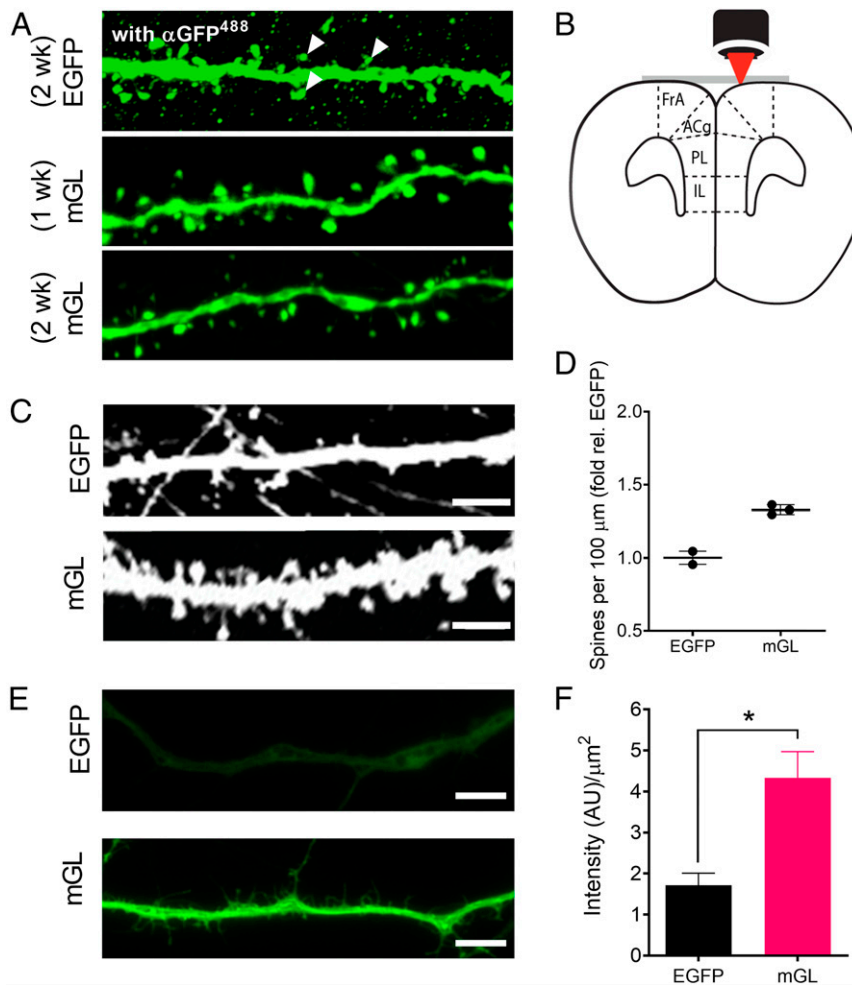 A
with αGFP488
(2 wk)
EGFP
(1 wk)
mGL
(2 wk)
mGL
B
FrA
ACg
PL
IL
C
EGFP
mGL
D
Spines per 100 μm (fold rel. EGFP)
2.0
1.5
1.0
0.5
EGFP
mGL
E
EGFP
mGL
F
Intensity (AU)/μm²
6
5
4
3
2
1
0
*
EGFP
mGL